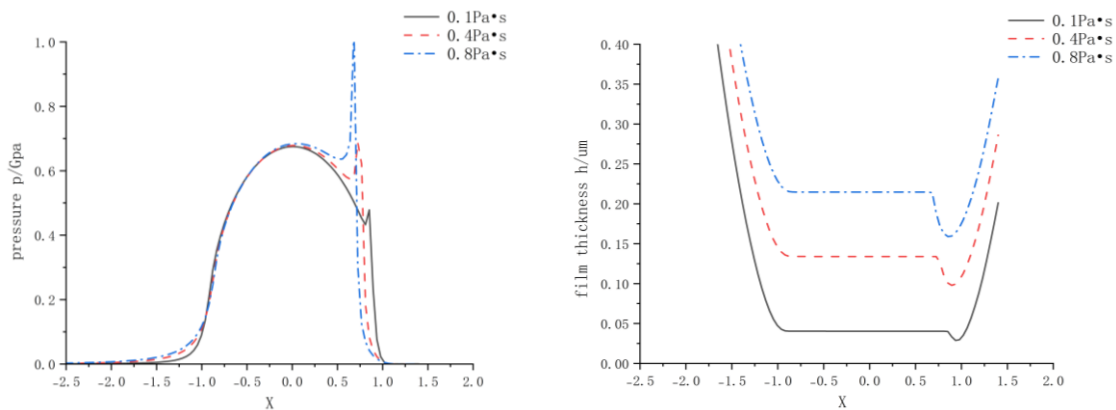 0.1Pa•s
0.4Pa•s
0.8Pa•s
1.0
0.8
0.6
0.4
0.2
0.0
pressure p/Gpa
-2.5 -2.0 -1.5 -1.0 -0.5 0.0 0.5 1.0 1.5 2.0
X
0.1Pa•s
0.4Pa•s
0.8Pa•s
0.40
0.35
0.30
0.25
0.20
0.15
0.10
0.05
0.00
film thickness h/um
-2.5 -2.0 -1.5 -1.0 -0.5 0.0 0.5 1.0 1.5 2.0
X